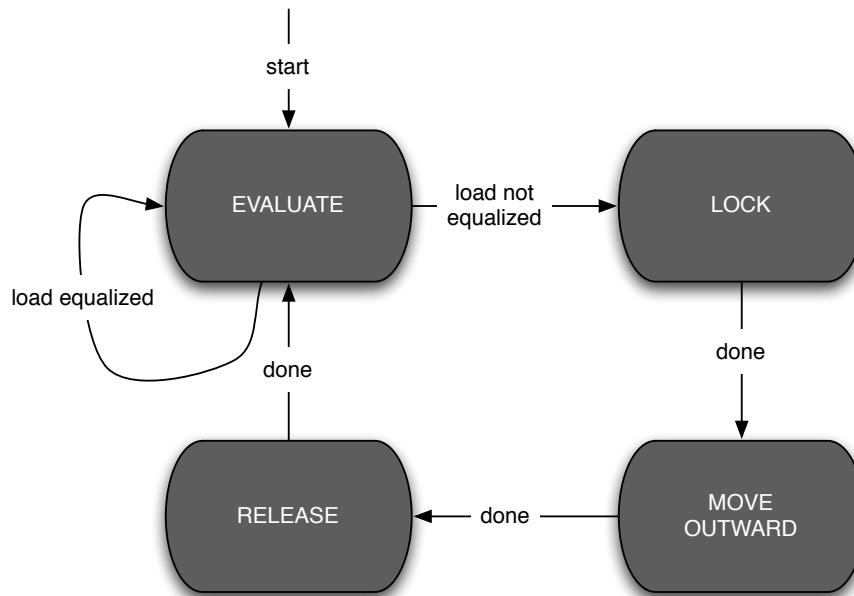 start
EVALUATE
load not
equalized
LOCK
load equalized
done
done
RELEASE
done
MOVE
OUTWARD